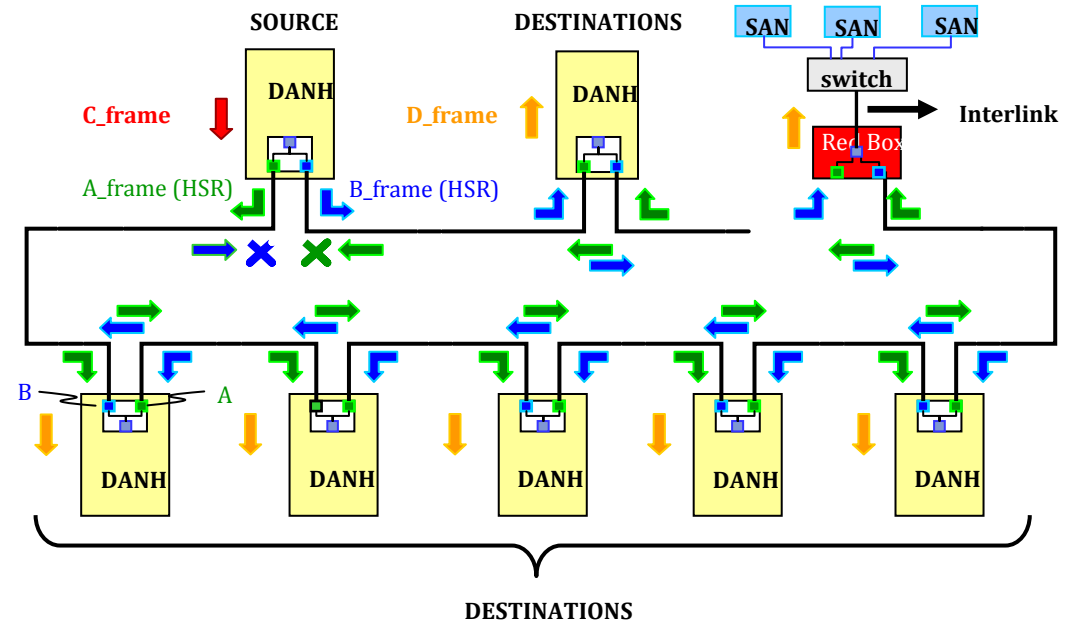 SOURCE
DESTINATIONS
SAN
SAN
SAN
switch
Interlink
DANH
DANH
C_frame
D_frame
Red Box
A_frame (HSR)
B_frame (HSR)
B
A
DANH
DANH
DANH
DANH
DANH
DESTINATIONS